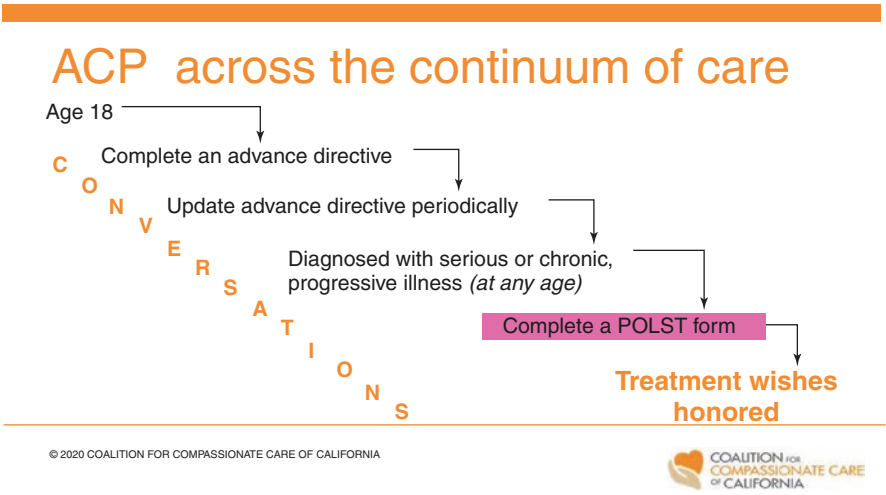 ACP across the continuum of care
Age 18
Complete an advance directive
Update advance directive periodically
Diagnosed with serious or chronic,
progressive illness (at any age)
Complete a POLST form
Treatment wishes
honored
CONVERSATIONS
© 2020 COALITION FOR COMPASSIONATE CARE OF CALIFORNIA
COALITION FOR
COMPASSIONATE CARE
OF CALIFORNIA